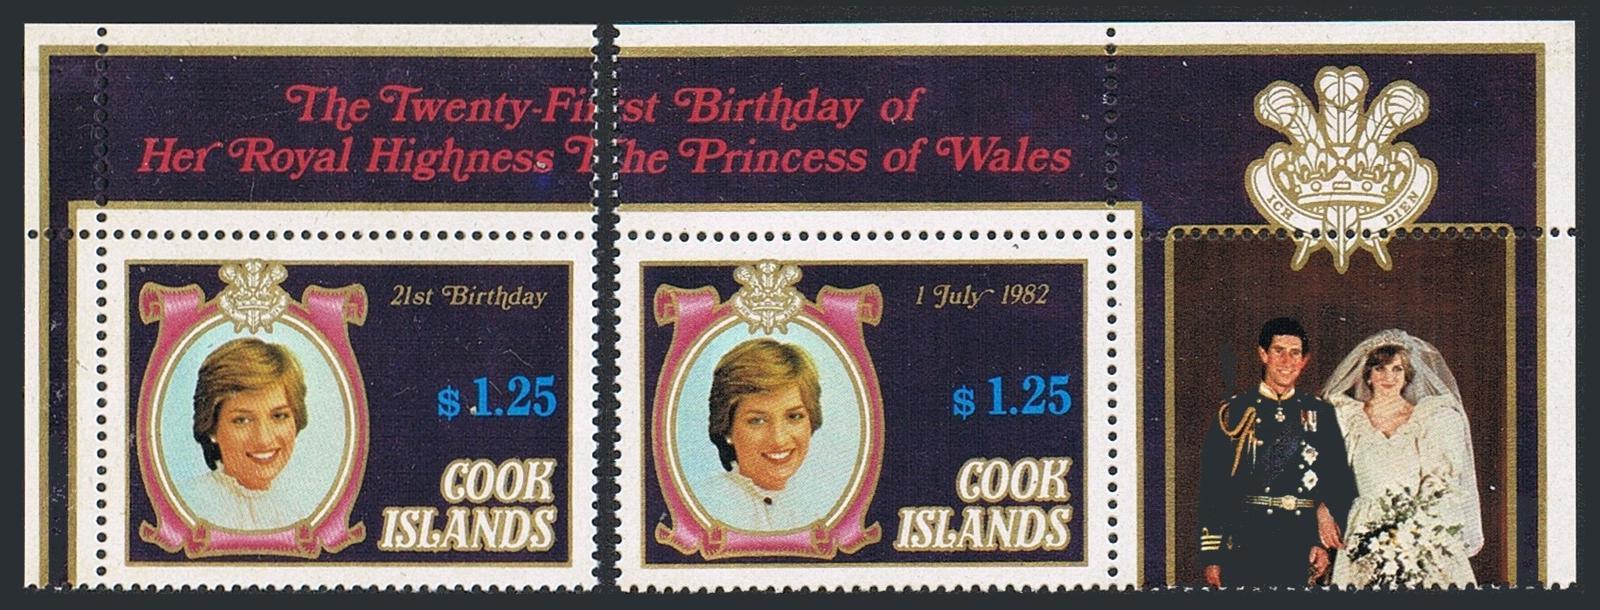 The Twenty-First Birthday of
Her Royal Highness The Princess of Wales
ICH DIEN
21st Birthday
$1.25
COOK
ISLANDS
1 July 1982
$1.25
COOK
ISLANDS